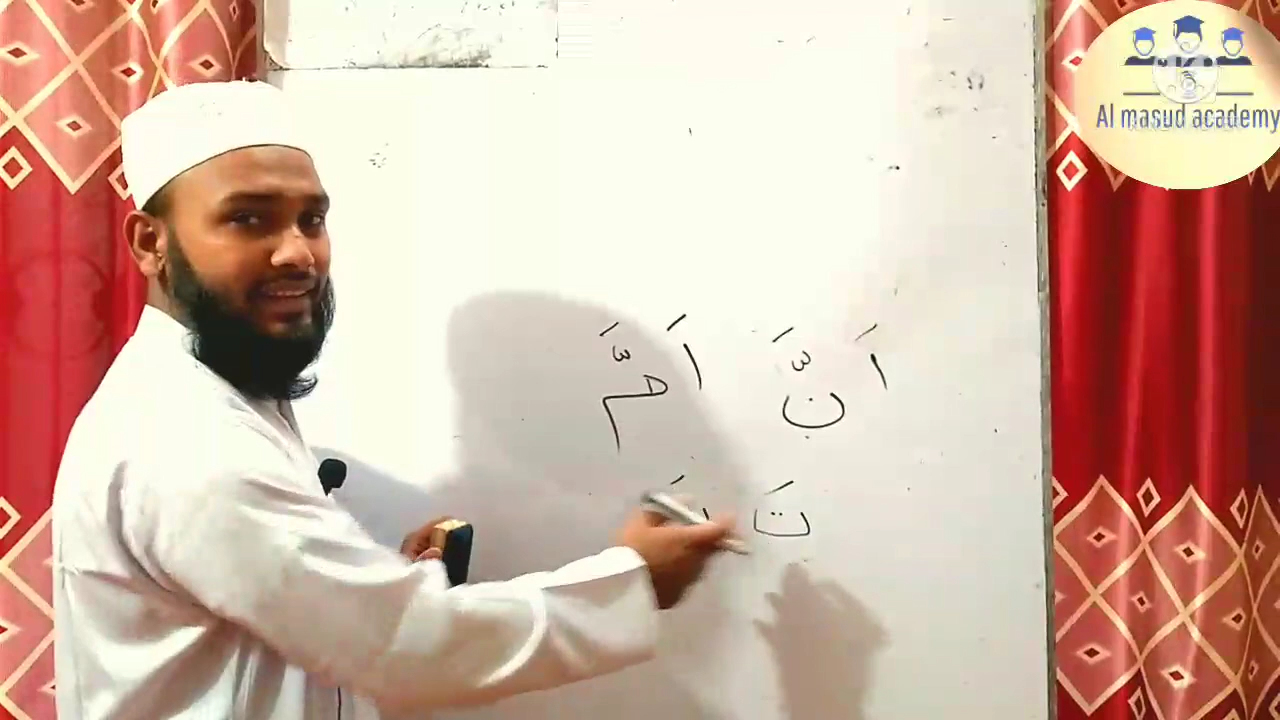 Al masud academy
اَ نَّ اَ مَّ
تَ